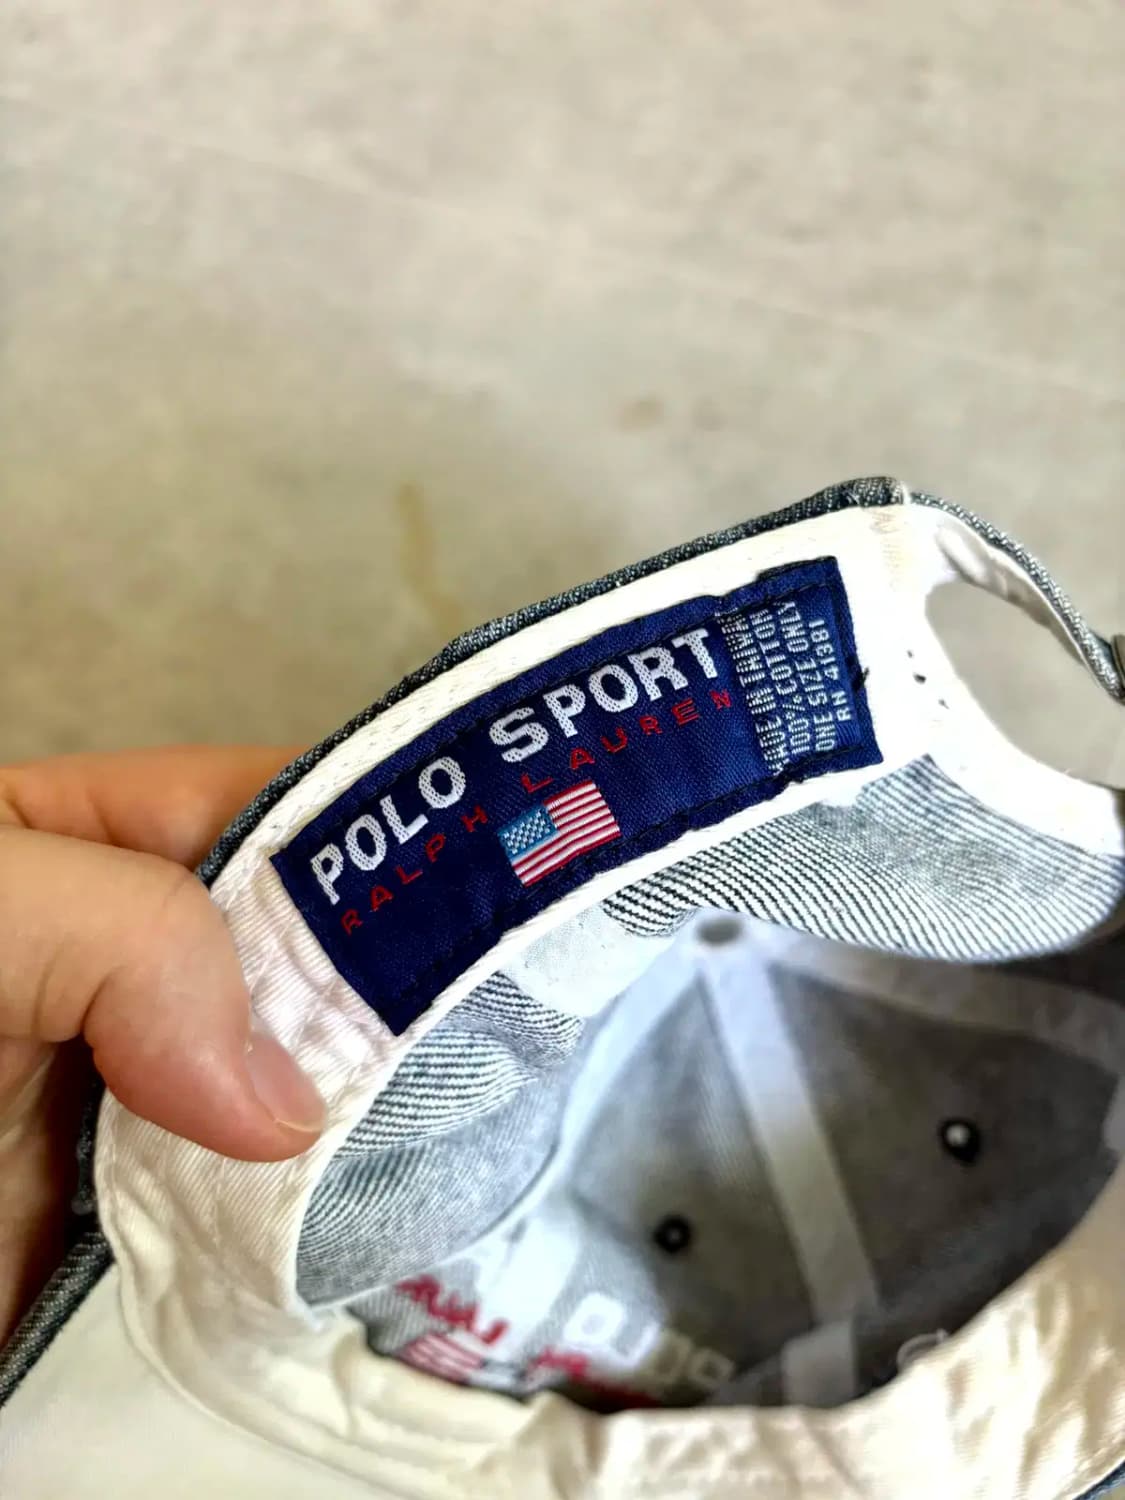 POLO SPORT
RALPH LAUREN
MADE IN TAIWAN
100% COTTON
ONE SIZE ONLY
RN 41381